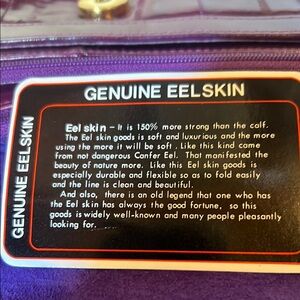 GENUINE EELSKIN
GENUINE EELSKIN
Eel skin – It is 150% more strong than the calf.
The Eel skin goods is soft and luxurious and the more
using the more it will be soft . Like this kind came
from not dangerous Canfer Eel. That manifested the
beauty of nature more. Like this Eel skin goods is
especially durable and flexible so as to fold easily
and the line is clean and beautiful.
And also, there is an old legend that one who has
the Eel skin has always the good fortune, so this
goods is widely well-known and many people pleasantly
looking for.